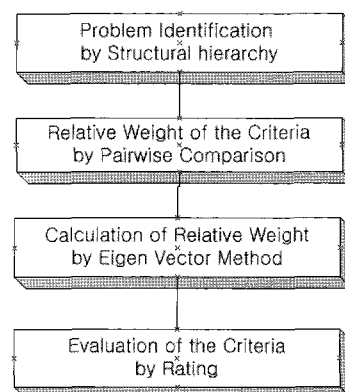 Problem Identification
by Structural hierarchy
Relative Weight of the Criteria
by Pairwise Comparison
Calculation of Relative Weight
by Eigen Vector Method
Evaluation of the Criteria
by Rating